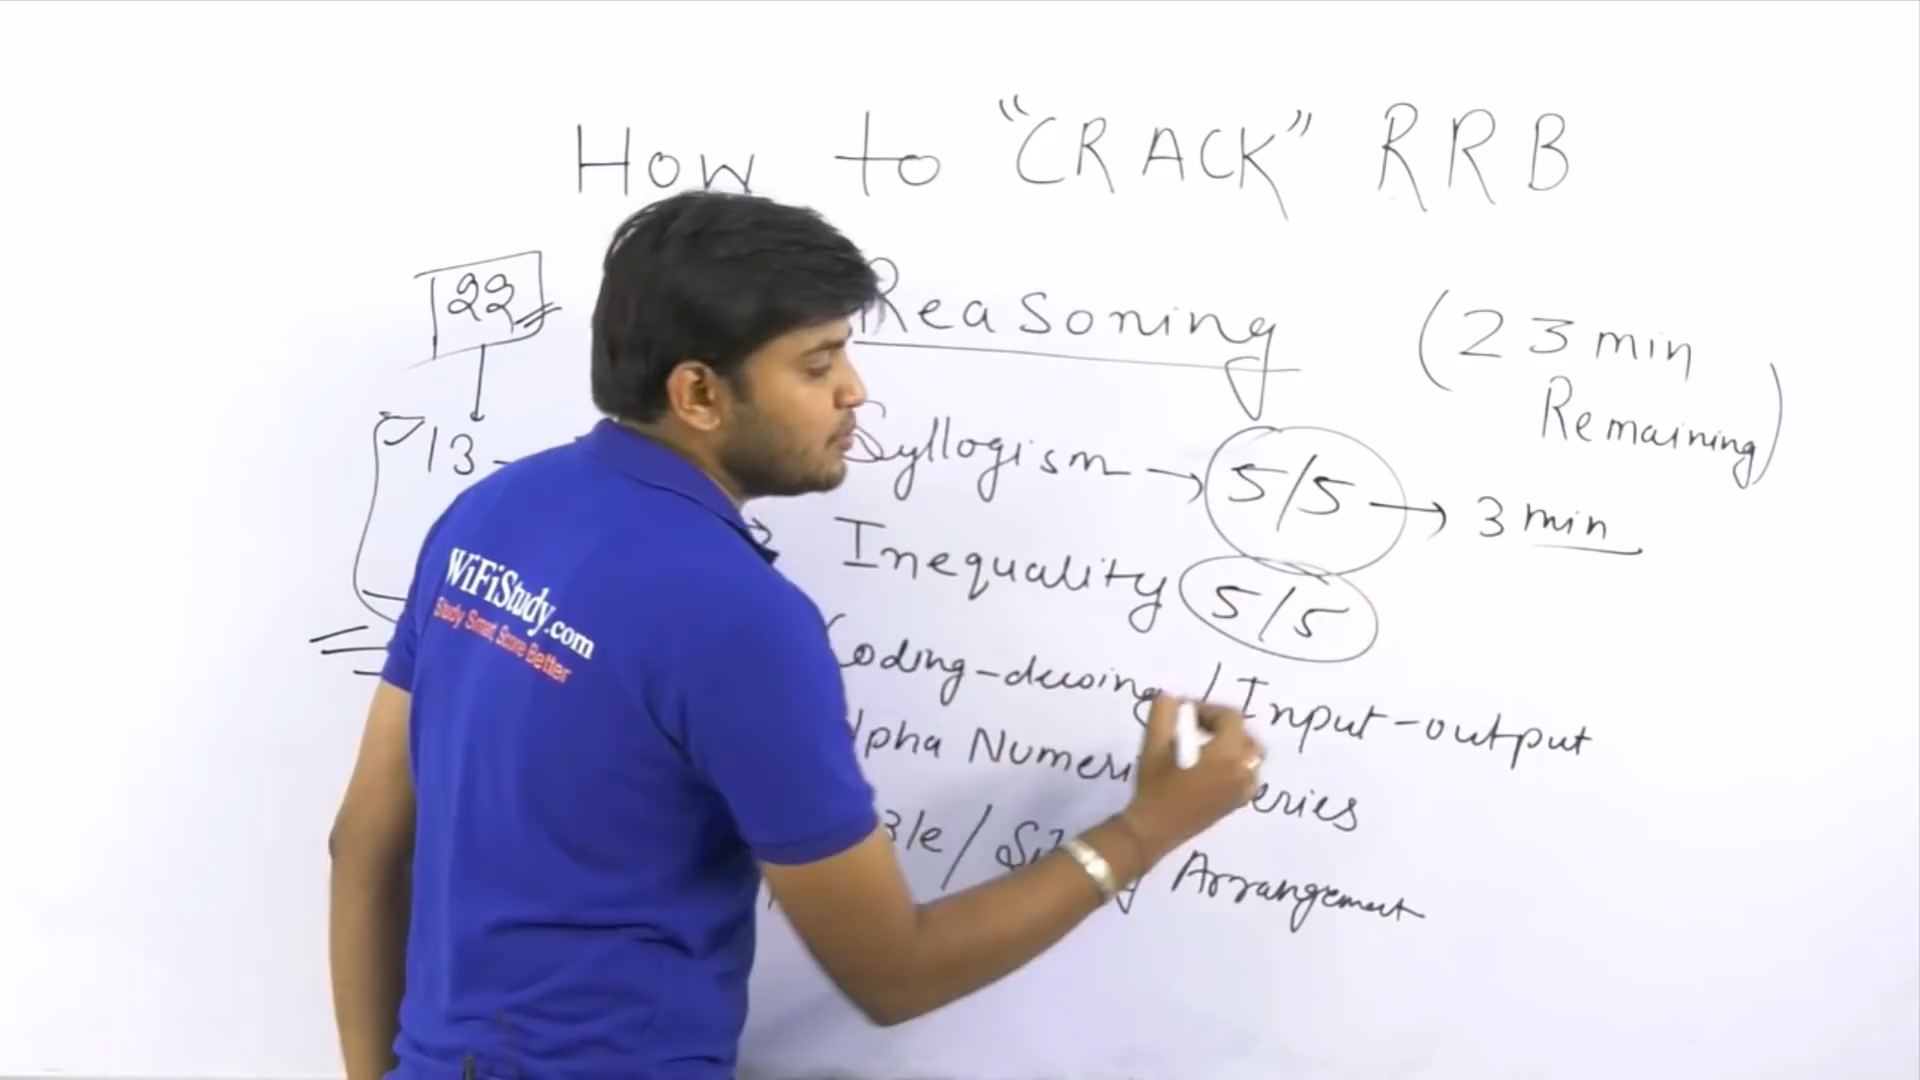 How to "CRACK" RRB
22
Reasoning
(23 min
Remaining)
13
Syllogism → 5/5 → 3 min
Inequality 5/5
Coding-decoing / Input-output
Numeri
Arrangement
WiFiStudy.com
Study Smart, Score Better